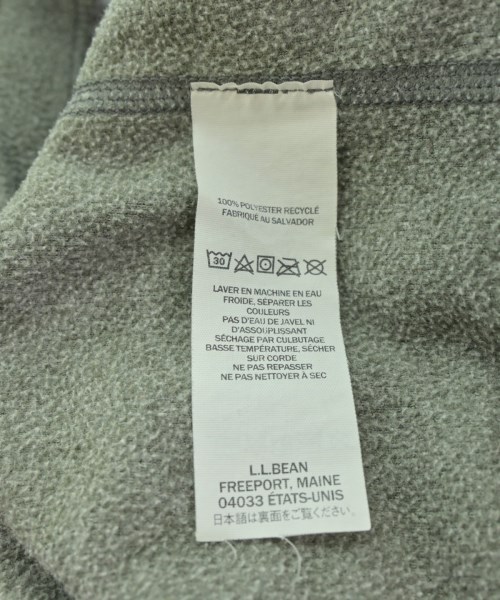 100% POLYESTER RECYCLÉ
FABRIQUÉ AU SALVADOR
30
LAVER EN MACHINE EN EAU
FROIDE, SÉPARER LES
COULEURS
PAS D'EAU DE JAVEL NI
D'ASSOUPLISSANT
SÉCHAGE PAR CULBUTAGE
BASSE TEMPÉRATURE, SÉCHER
SUR CORDE
NE PAS REPASSER
NE PAS NETTOYER À SEC
L.L.BEAN
FREEPORT, MAINE
04033 ÉTATS-UNIS
日本語は裏面をご覧ください。